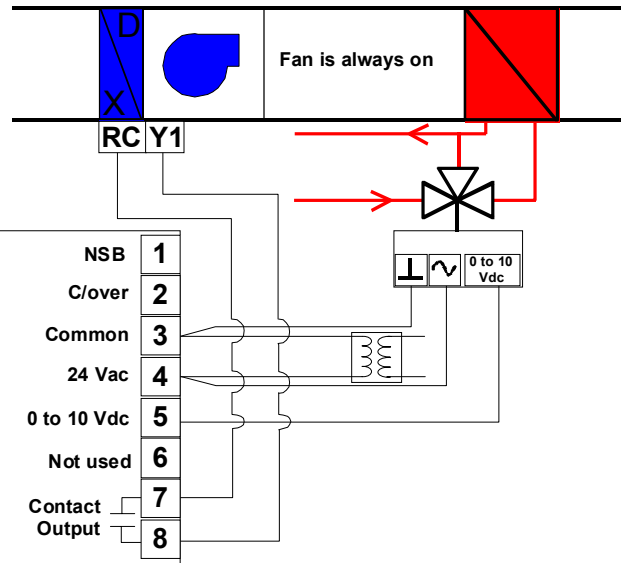 D
X
Fan is always on
RC Y1
NSB 1
C/over 2
Common 3
24 Vac 4
0 to 10 Vdc 5
Not used 6
7
Contact
Output
8
0 to 10
Vdc